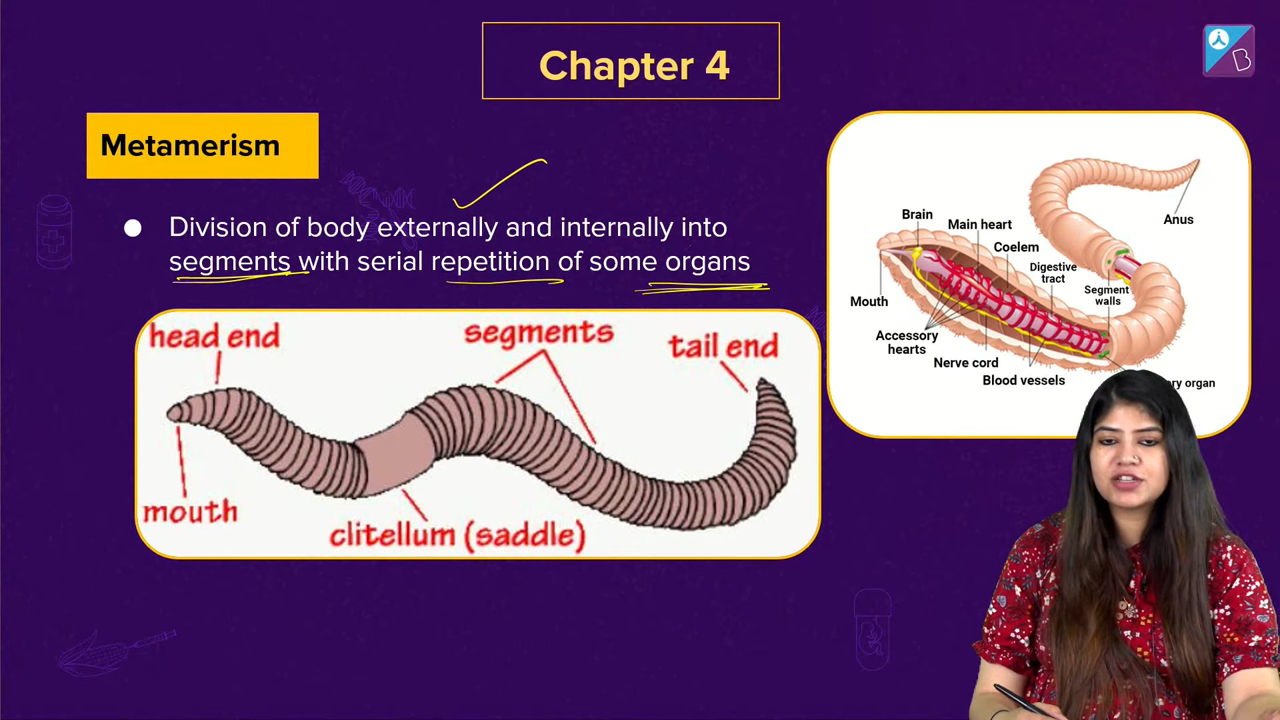 Chapter 4
Metamerism
Division of body externally and internally into
segments with serial repetition of some organs
head end
segments
tail end
mouth
clitellum (saddle)
Brain
Main heart
Coelem
Digestive
tract
Segment
walls
Anus
Mouth
Accessory
hearts
Nerve cord
Blood vessels
organ
B